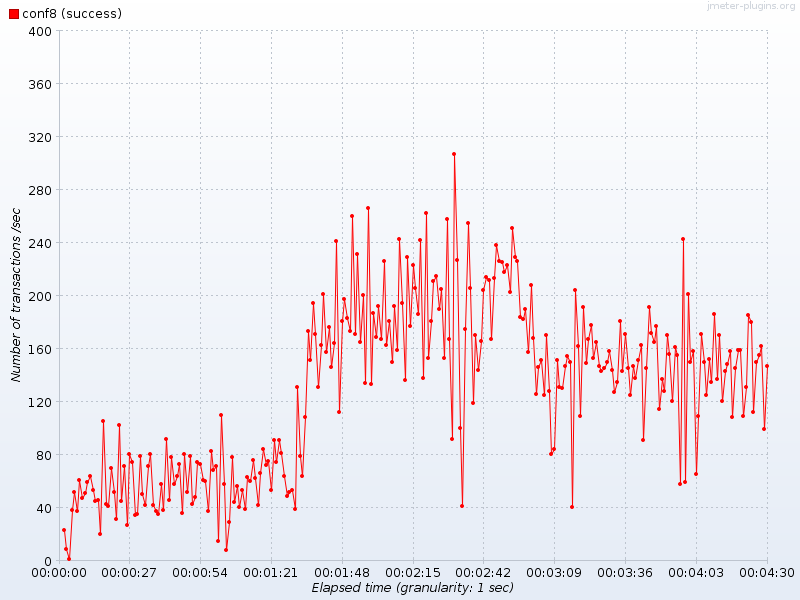 jmeter-plugins.org
conf8 (success)
400
360
320
280
240
200
160
120
80
40
0
Number of transactions /sec
00:00:00 00:00:27 00:00:54 00:01:21 00:01:48 00:02:15 00:02:42 00:03:09 00:03:36 00:04:03 00:04:30
Elapsed time (granularity: 1 sec)